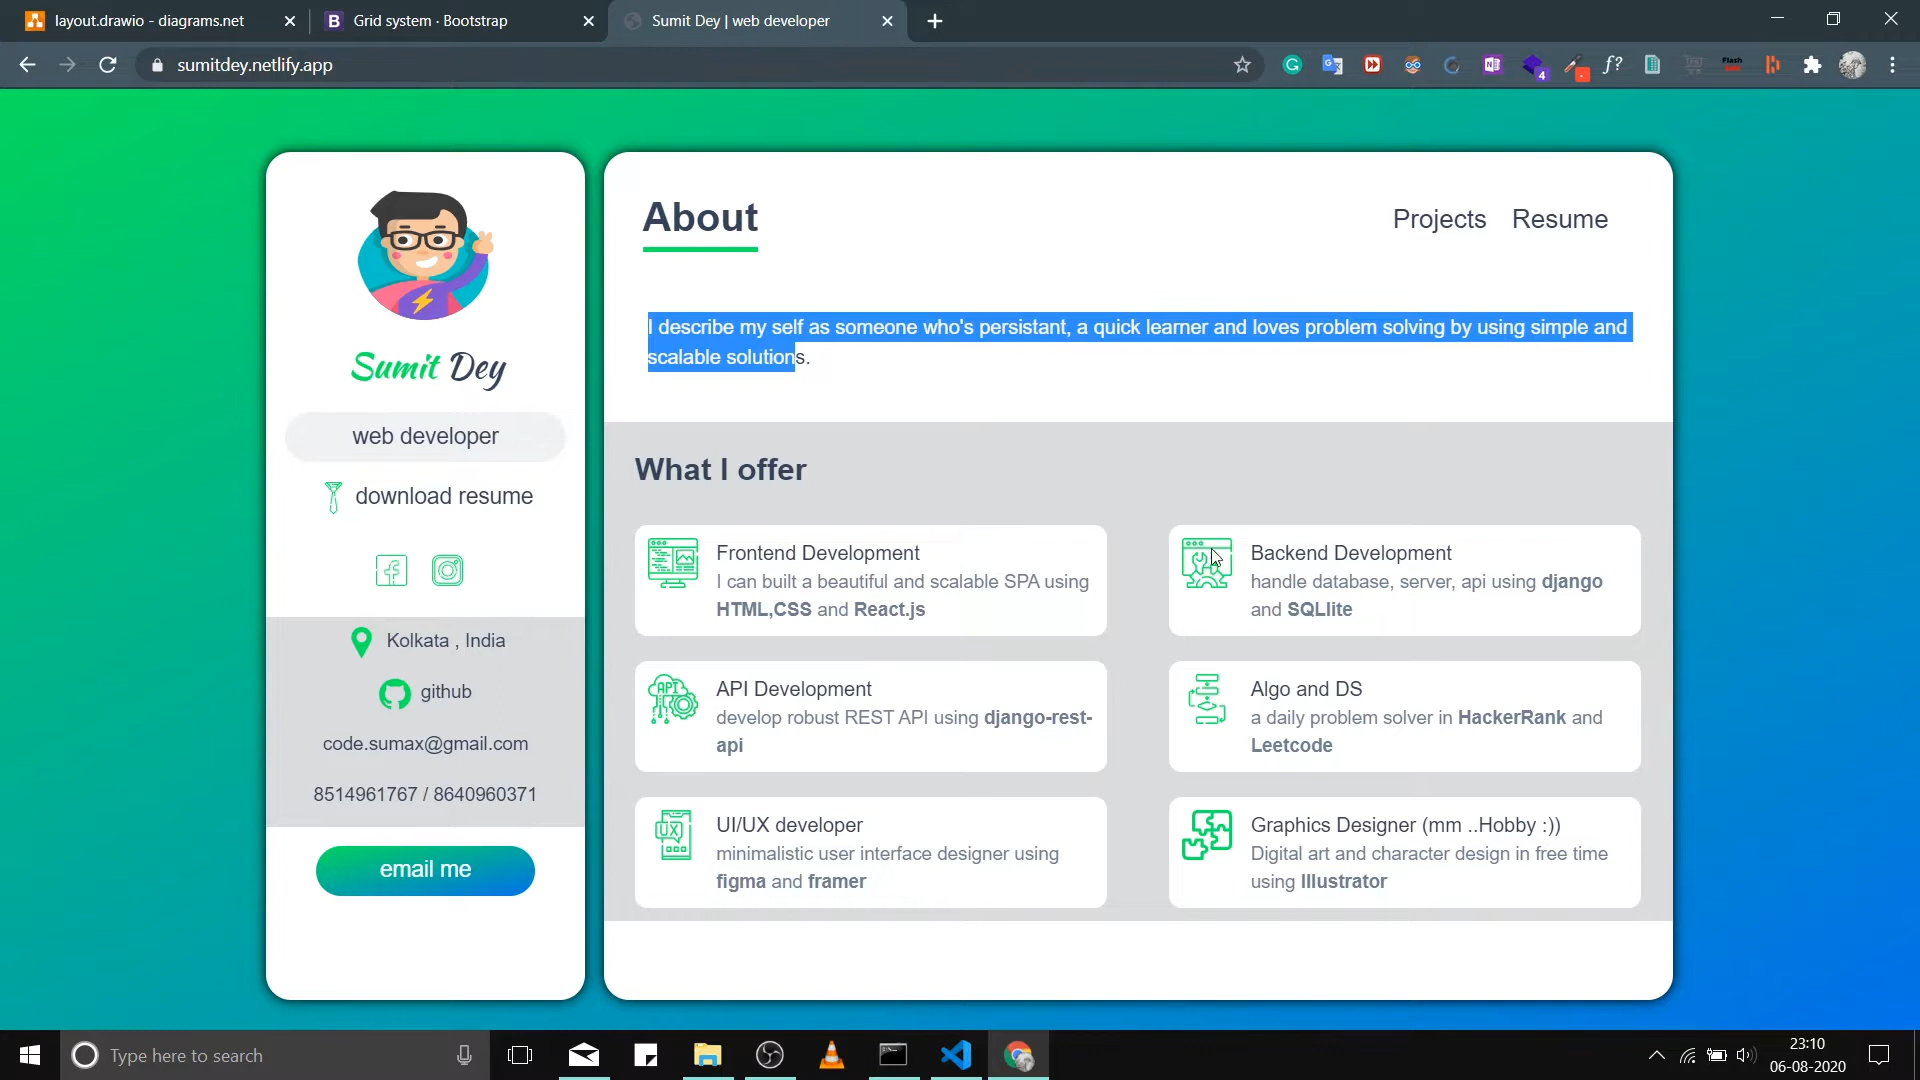 layout.drawio - diagrams.net
B Grid system · Bootstrap
Sumit Dey | web developer
sumitdey.netlify.app
4
f?
Flash
About
Projects
Resume
I describe my self as someone who's persistant, a quick learner and loves problem solving by using simple and
scalable solutions.
Sumit Dey
web developer
download resume
Kolkata , India
github
code.sumax@gmail.com
8514961767 / 8640960371
email me
What I offer
Frontend Development
I can built a beautiful and scalable SPA using
HTML,CSS and React.js
Backend Development
handle database, server, api using django
and SQLlite
API
API Development
develop robust REST API using django-rest-
api
Algo and DS
a daily problem solver in HackerRank and
Leetcode
UX
UI/UX developer
minimalistic user interface designer using
figma and framer
Graphics Designer (mm ..Hobby :))
Digital art and character design in free time
using Illustrator
Type here to search
23:10
06-08-2020